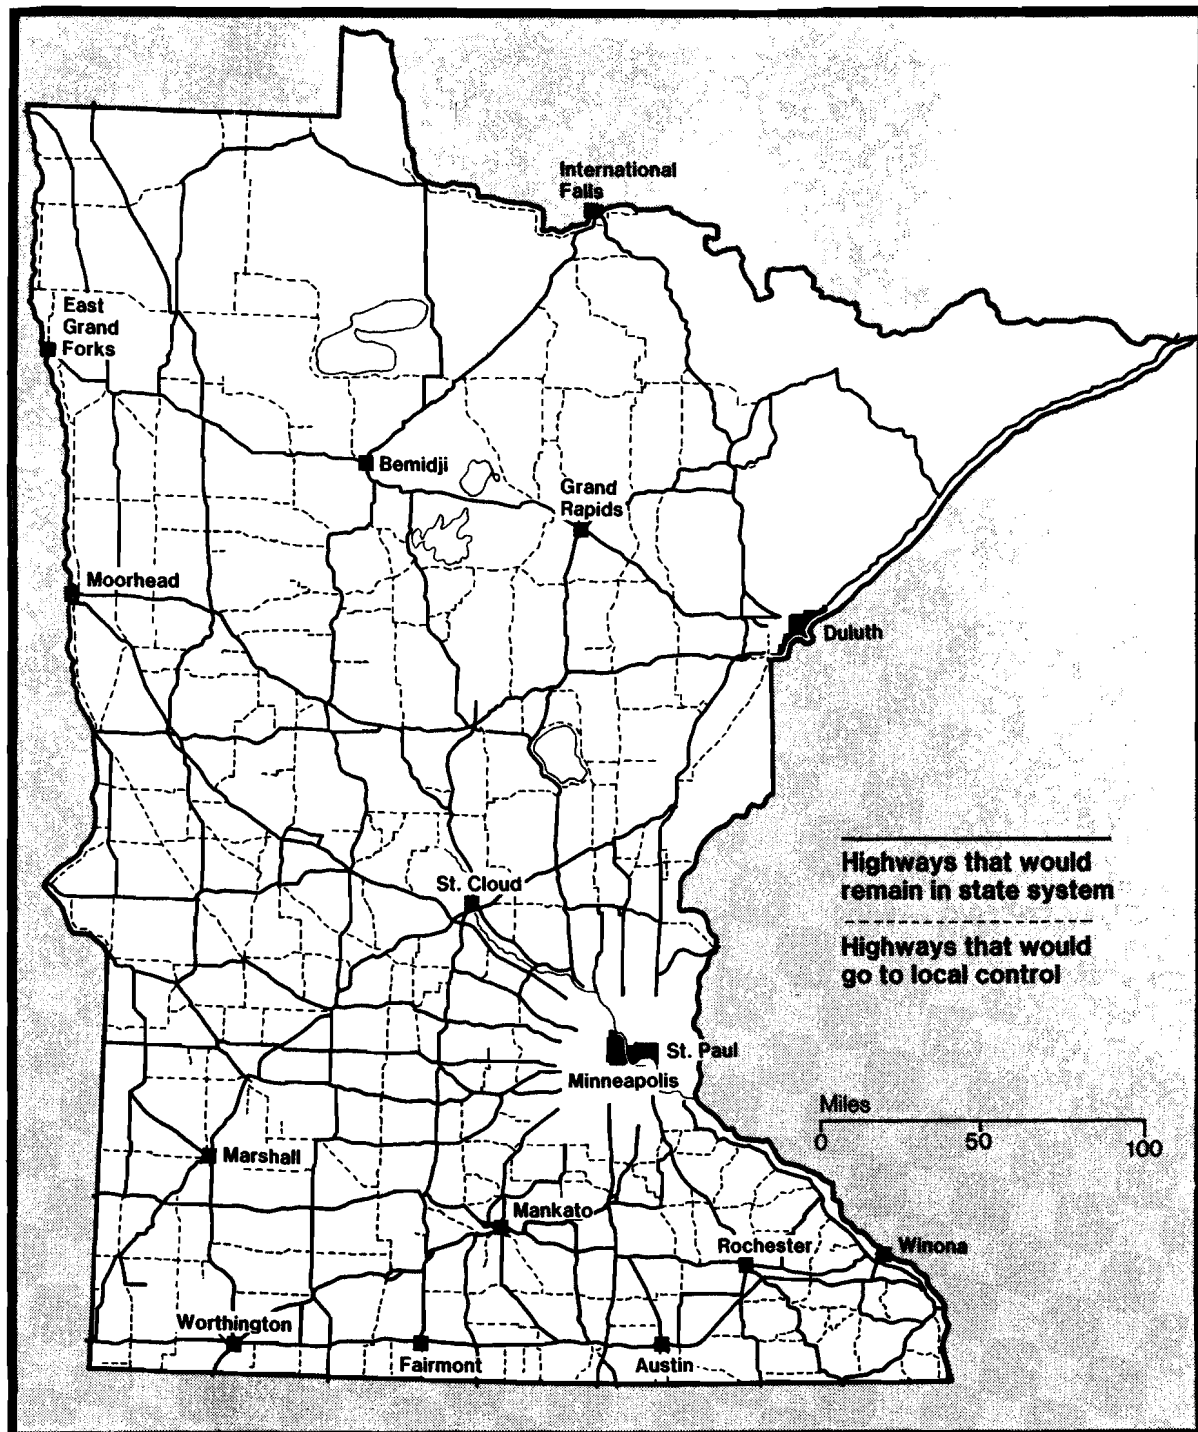 International
Falls
East
Grand
Forks
Bemidji
Grand
Rapids
Moorhead
Duluth
Highways that would
remain in state system
St. Cloud
Highways that would
go to local control
St. Paul
Minneapolis
Miles
0 50 100
Marshall
Mankato
Rochester
Winona
Worthington
Fairmont
Austin